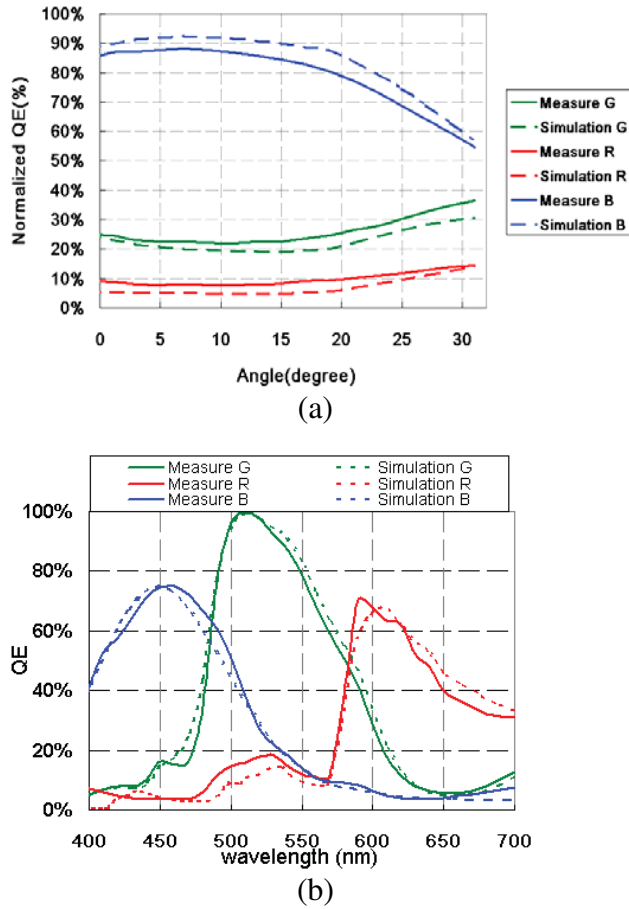 100%
90%
80%
70%
60%
50%
40%
30%
20%
10%
0%
Normalized QE(%)
0 5 10 15 20 25 30
Angle(degree)
Measure G
Simulation G
Measure R
Simulation R
Measure B
Simulation B
(a)
Measure G Simulation G
Measure R Simulation R
Measure B Simulation B
100%
80%
60%
40%
20%
0%
QE
400 450 500 550 600 650 700
wavelength (nm)
(b)